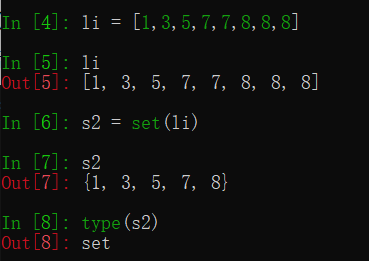 In [4]: li = [1,3,5,7,7,8,8,8]
In [5]: li
Out[5]: [1, 3, 5, 7, 7, 8, 8, 8]
In [6]: s2 = set(li)
In [7]: s2
Out[7]: {1, 3, 5, 7, 8}
In [8]: type(s2)
Out[8]: set